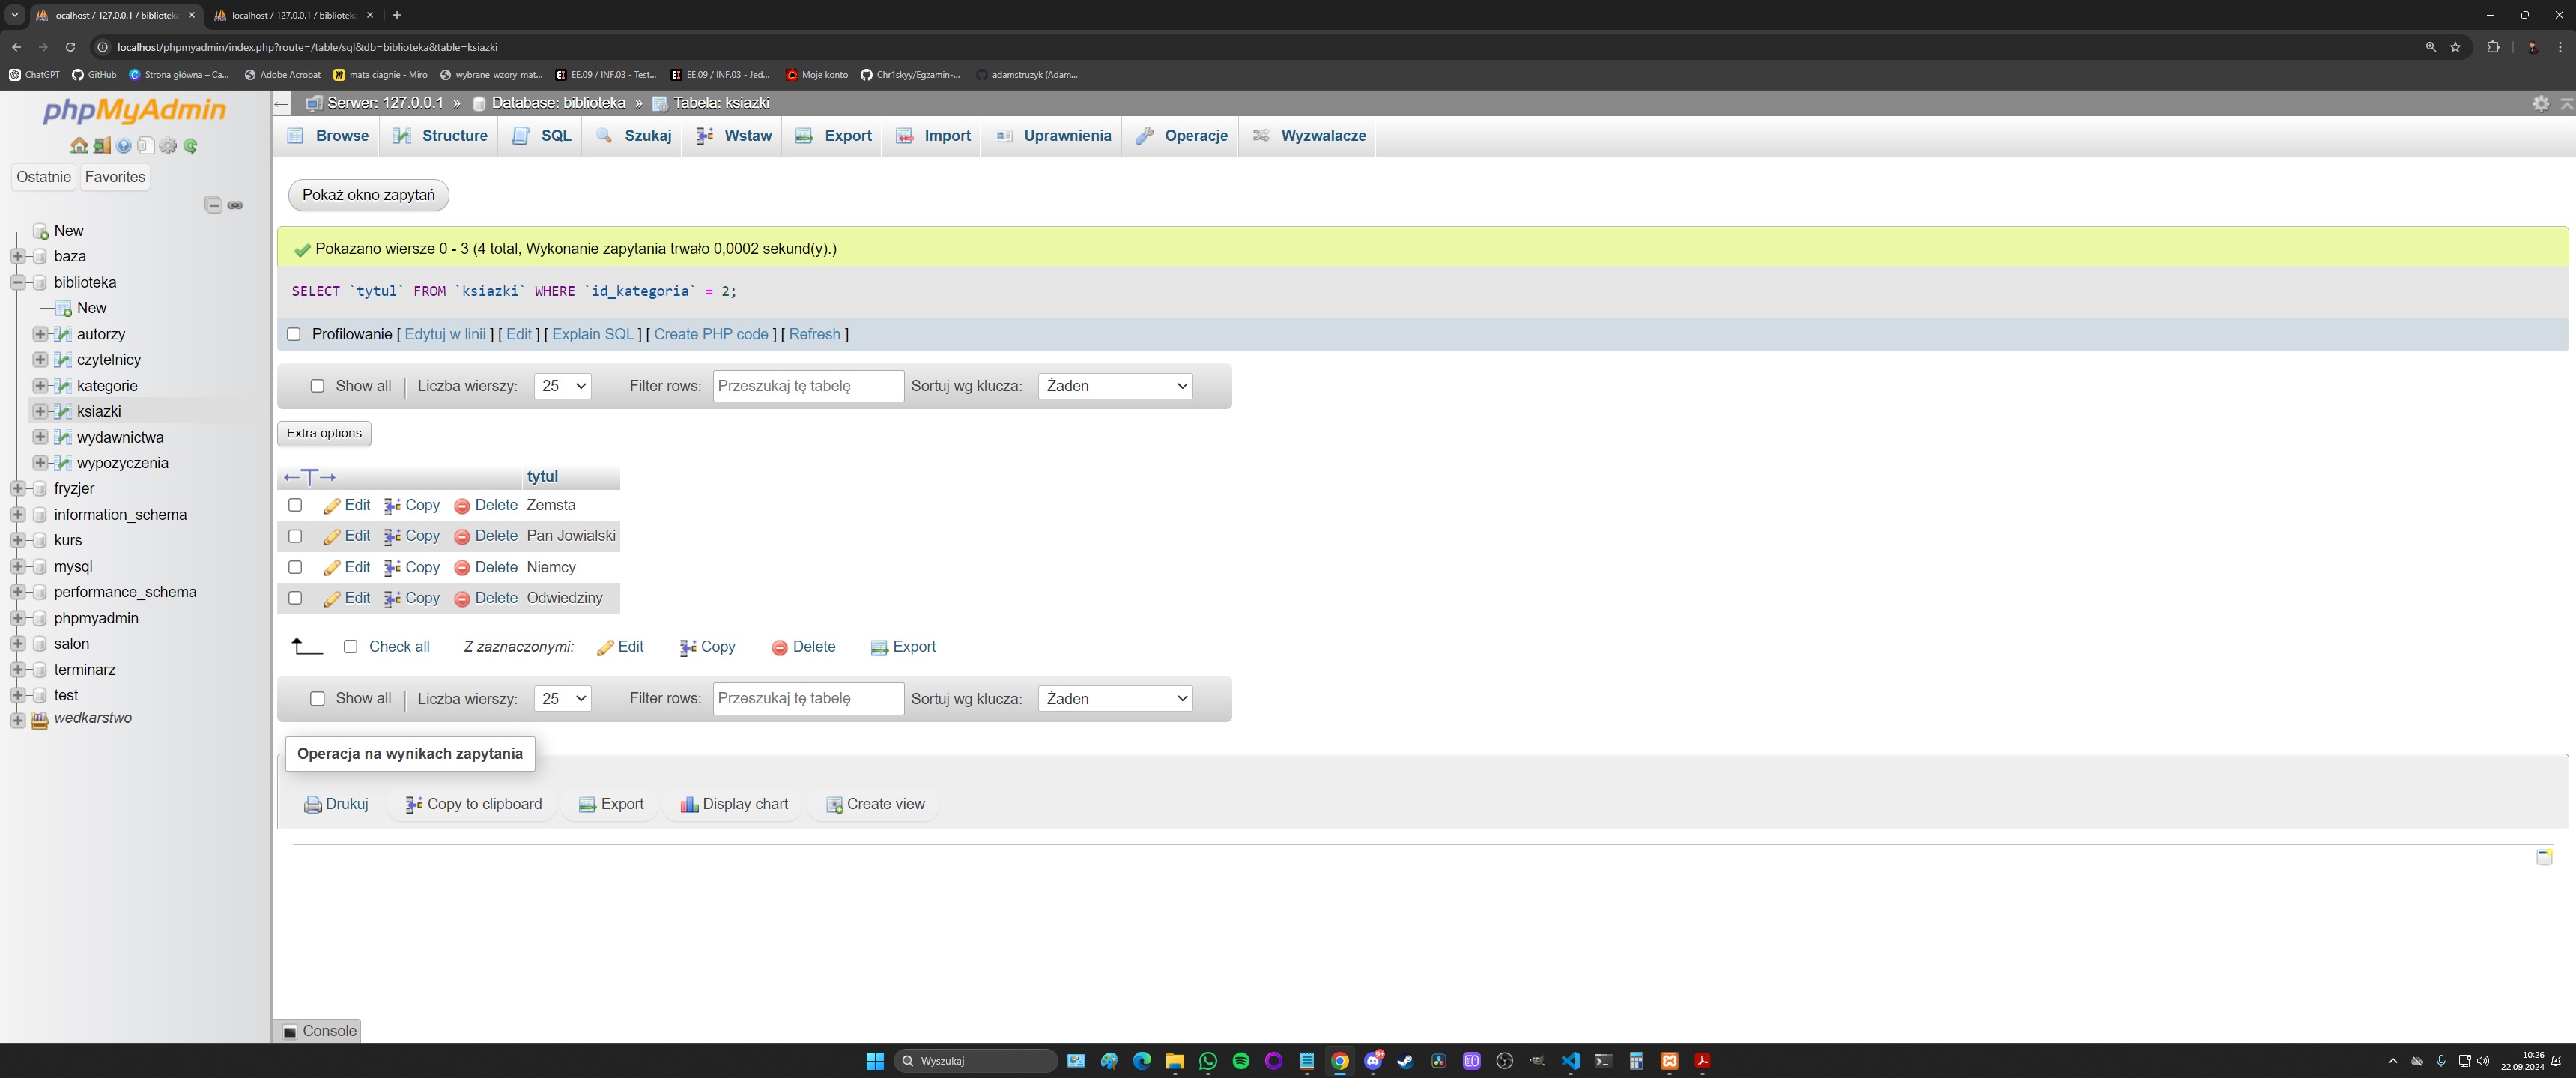 localhost / 127.0.0.1 / bibliotek
localhost / 127.0.0.1 / bibliotek
localhost/phpmyadmin/index.php?route=/table/sql&db=biblioteka&table=ksiazki
ChatGPT GitHub Strona główna – Ca... Adobe Acrobat mata ciagnie - Miro wybrane_wzory_mat... EE.09 / INF.03 - Test... EE.09 / INF.03 - Jed... Moje konto Chr1skyy/Egzamin-... adamstruzyk (Adam...
phpMyAdmin
Ostatnie Favorites
New
baza
biblioteka
New
autorzy
czytelnicy
kategorie
ksiazki
wydawnictwa
wypozyczenia
fryzjer
information_schema
kurs
mysql
performance_schema
phpmyadmin
salon
terminarz
test
wedkarstwo
Serwer: 127.0.0.1 » Database: biblioteka » Tabela: ksiazki
Browse Structure SQL Szukaj Wstaw Export Import Uprawnienia Operacje Wyzwalacze
Pokaż okno zapytań
Pokazano wiersze 0 - 3 (4 total, Wykonanie zapytania trwało 0,0002 sekund(y).)
SELECT `tytul` FROM `ksiazki` WHERE `id_kategoria` = 2;
Profilowanie [ Edytuj w linii ] [ Edit ] [ Explain SQL ] [ Create PHP code ] [ Refresh ]
Show all | Liczba wierszy: 25 Filter rows: Przeszukaj tę tabelę Sortuj wg klucza: Żaden
Extra options
←T→ tytul
Edit Copy Delete Zemsta
Edit Copy Delete Pan Jowialski
Edit Copy Delete Niemcy
Edit Copy Delete Odwiedziny
Check all Z zaznaczonymi: Edit Copy Delete Export
Show all | Liczba wierszy: 25 Filter rows: Przeszukaj tę tabelę Sortuj wg klucza: Żaden
Operacja na wynikach zapytania
Drukuj Copy to clipboard Export Display chart Create view
Console
Wyszukaj
10:26
22.09.2024